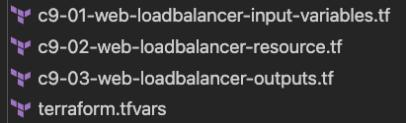 c9-01-web-loadbalancer-input-variables.tf
c9-02-web-loadbalancer-resource.tf
c9-03-web-loadbalancer-outputs.tf
terraform.tfvars